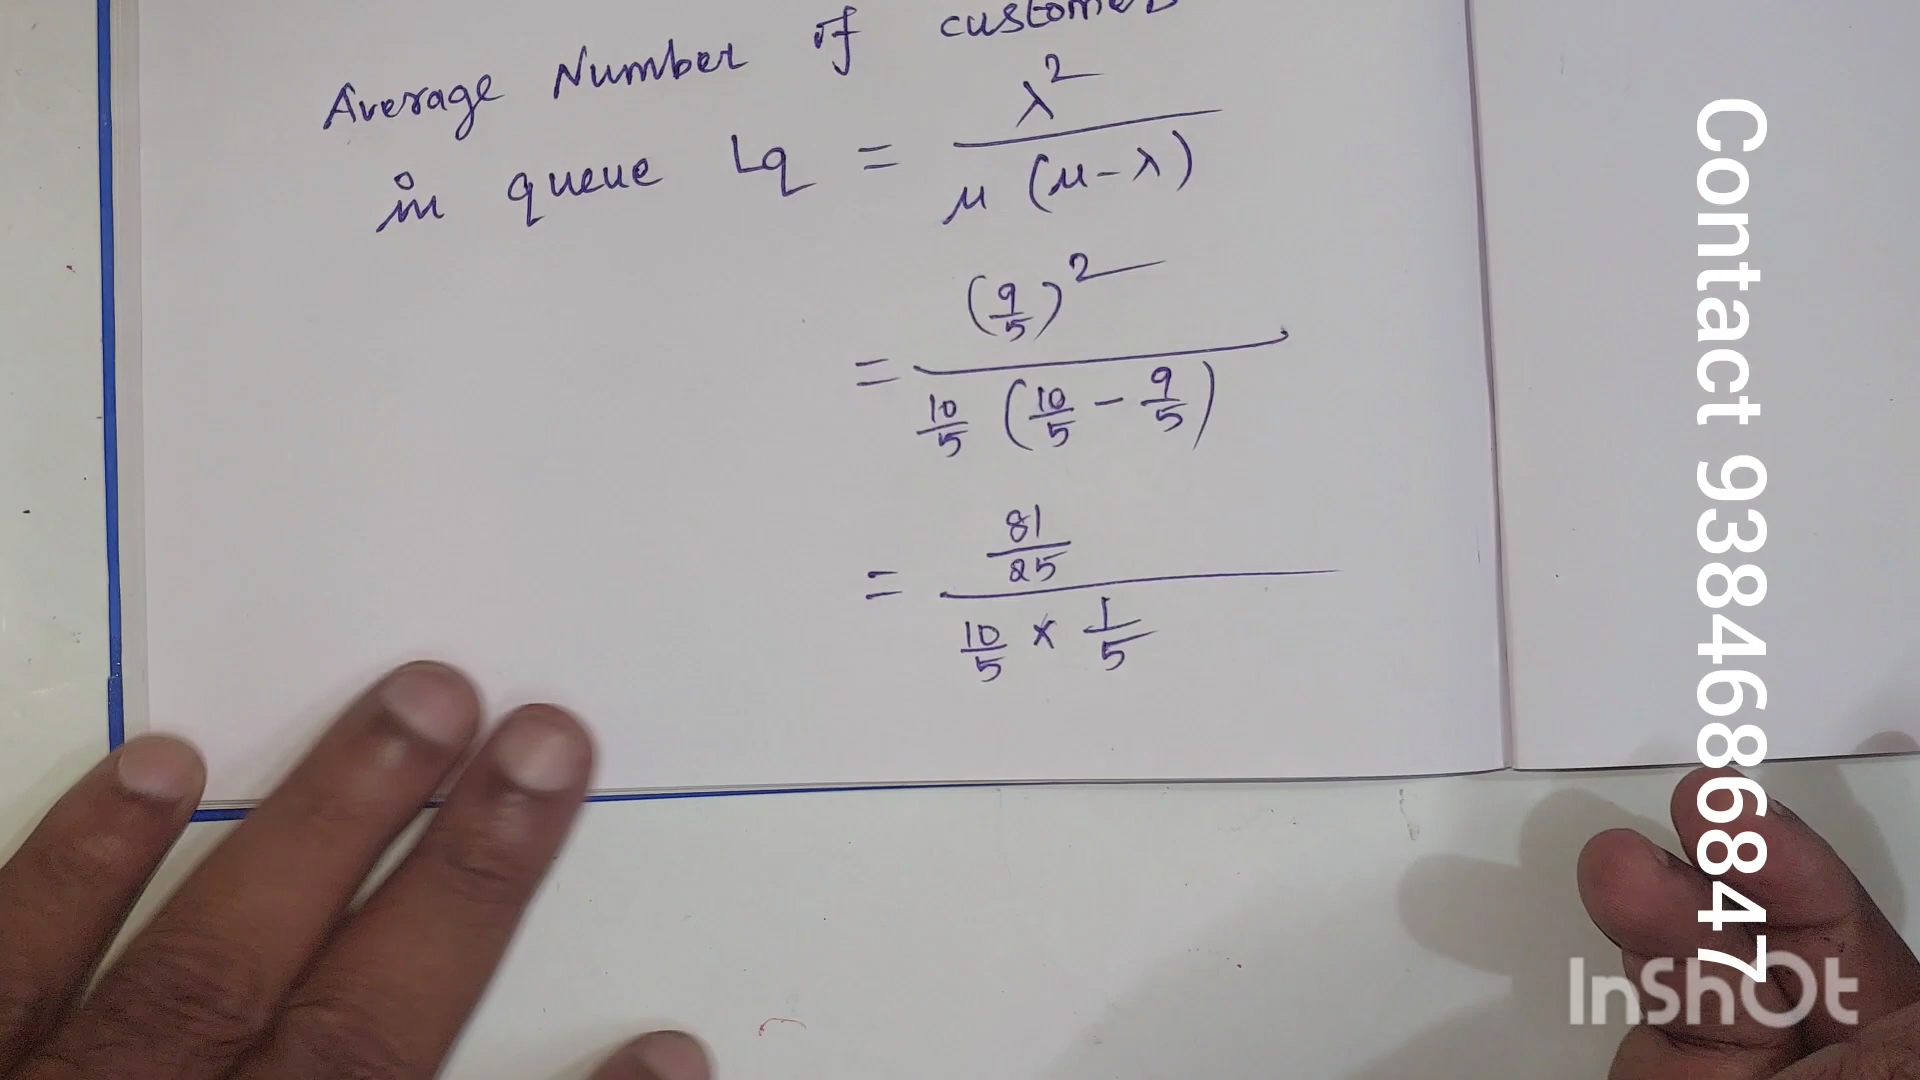 Average Number of customers
in queue Lq = λ² / μ (μ - λ)
= (9/5)² / 10/5 (10/5 - 9/5)
= 81/25 / 10/5 × 1/5
Contact 9384686847
InShOt